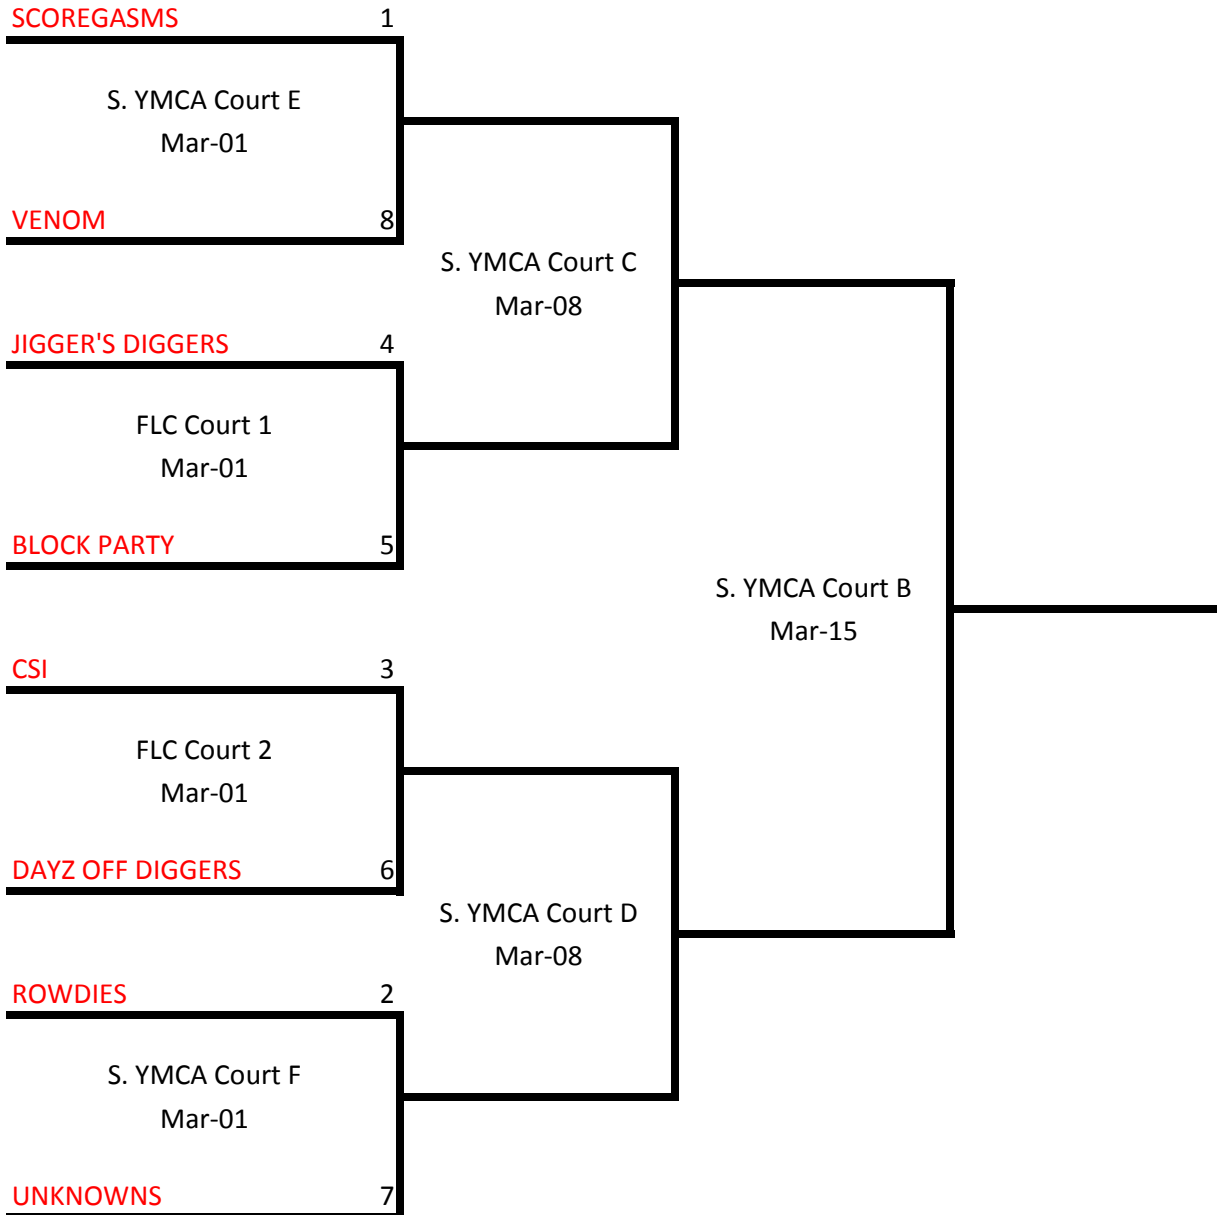 SCOREGASMS 1
S. YMCA Court E
Mar-01
VENOM 8
S. YMCA Court C
Mar-08
JIGGER'S DIGGERS 4
FLC Court 1
Mar-01
BLOCK PARTY 5
S. YMCA Court B
Mar-15
CSI 3
FLC Court 2
Mar-01
DAYZ OFF DIGGERS 6
S. YMCA Court D
Mar-08
ROWDIES 2
S. YMCA Court F
Mar-01
UNKNOWNS 7